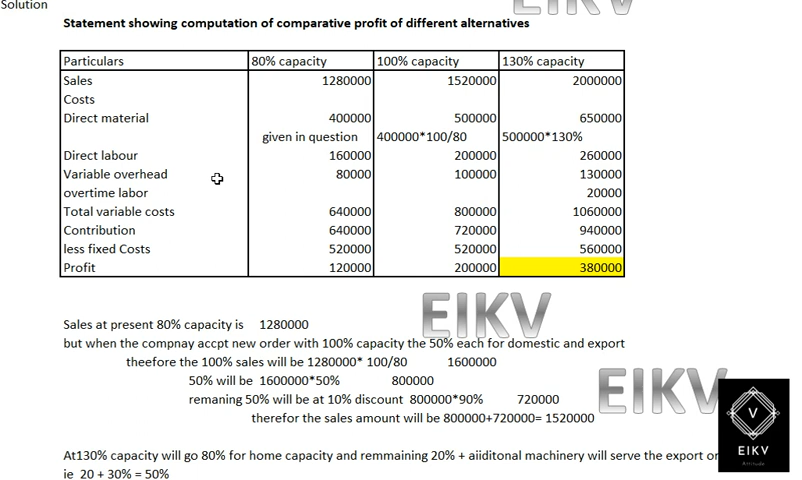 EIKV
Solution
Statement showing computation of comparative profit of different alternatives
Particulars 80% capacity 100% capacity 130% capacity
Sales 1280000 1520000 2000000
Costs
Direct material 400000 500000 650000
given in question 400000*100/80 500000*130%
Direct labour 160000 200000 260000
Variable overhead 80000 100000 130000
overtime labor 20000
Total variable costs 640000 800000 1060000
Contribution 640000 720000 940000
less fixed Costs 520000 520000 560000
Profit 120000 200000 380000
EIKV
Sales at present 80% capacity is 1280000
but when the compnay accpt new order with 100% capacity the 50% each for domestic and export
theefore the 100% sales will be 1280000* 100/80 1600000
50% will be 1600000*50% 800000
remaning 50% will be at 10% discount 800000*90% 720000
EIKV
therefor the sales amount will be 800000+720000= 1520000
V
EIKV
Attitude
At130% capacity will go 80% for home capacity and remmaining 20% + aiiditonal machinery will serve the export or
ie 20 + 30% = 50%